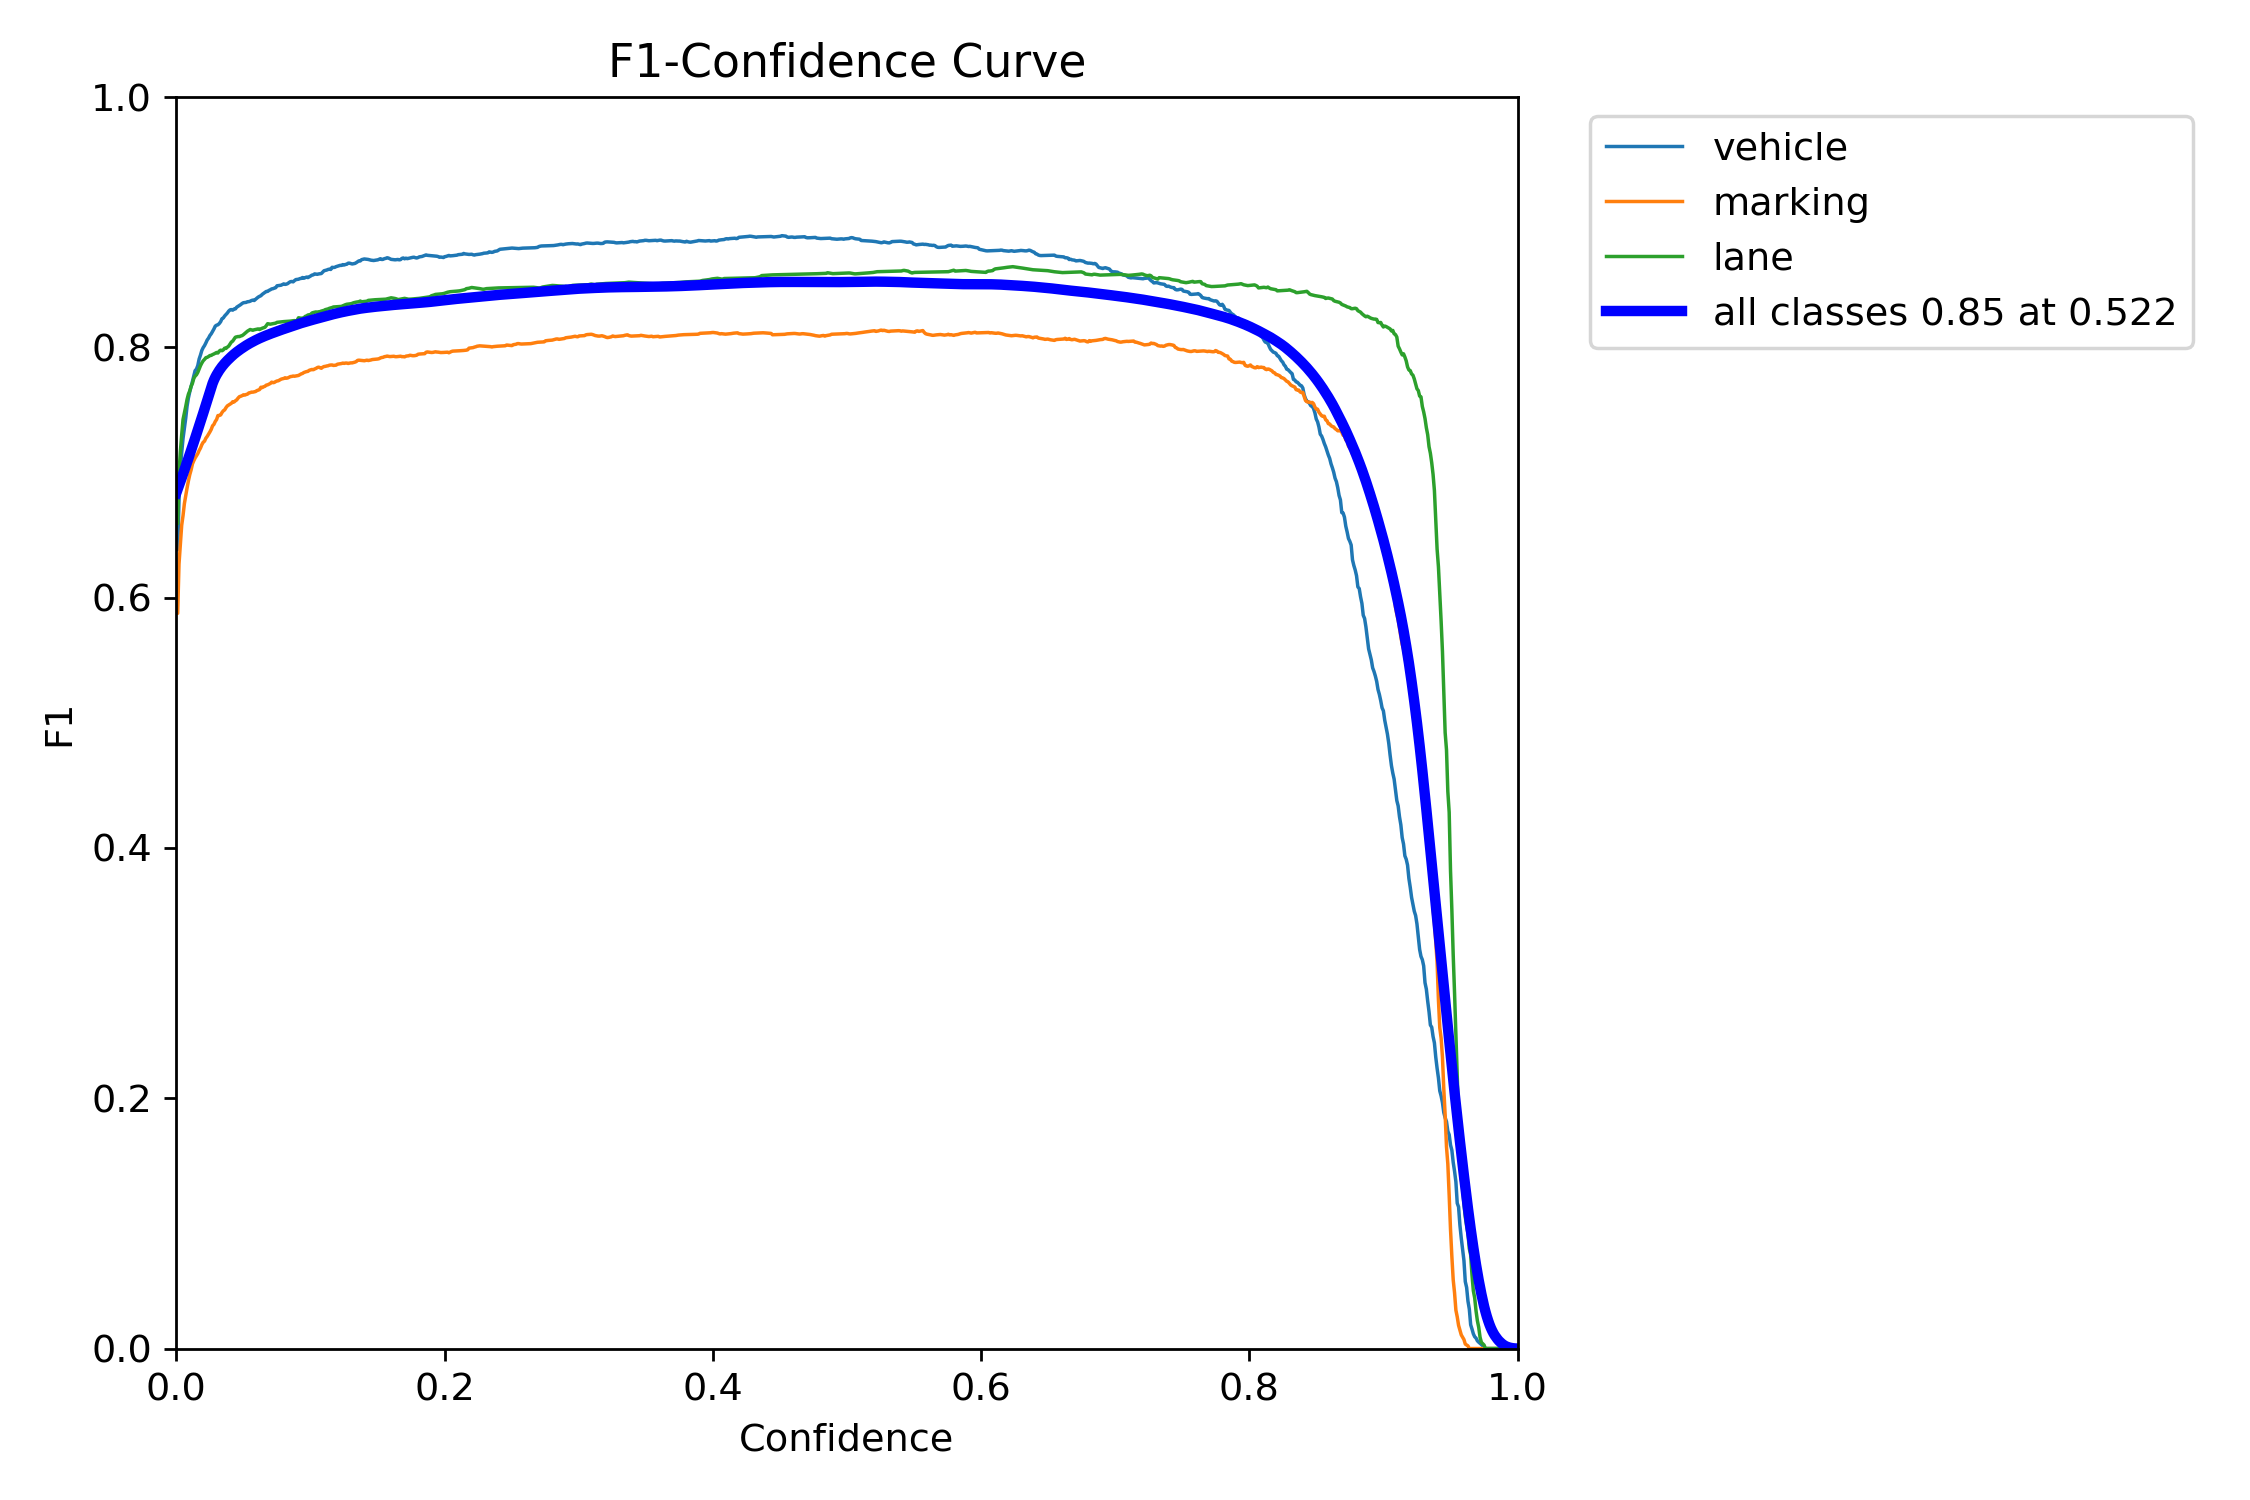 F1-Confidence Curve
1.0
0.8
0.6
0.4
0.2
0.0
F1
0.0 0.2 0.4 0.6 0.8 1.0
Confidence
vehicle
marking
lane
all classes 0.85 at 0.522